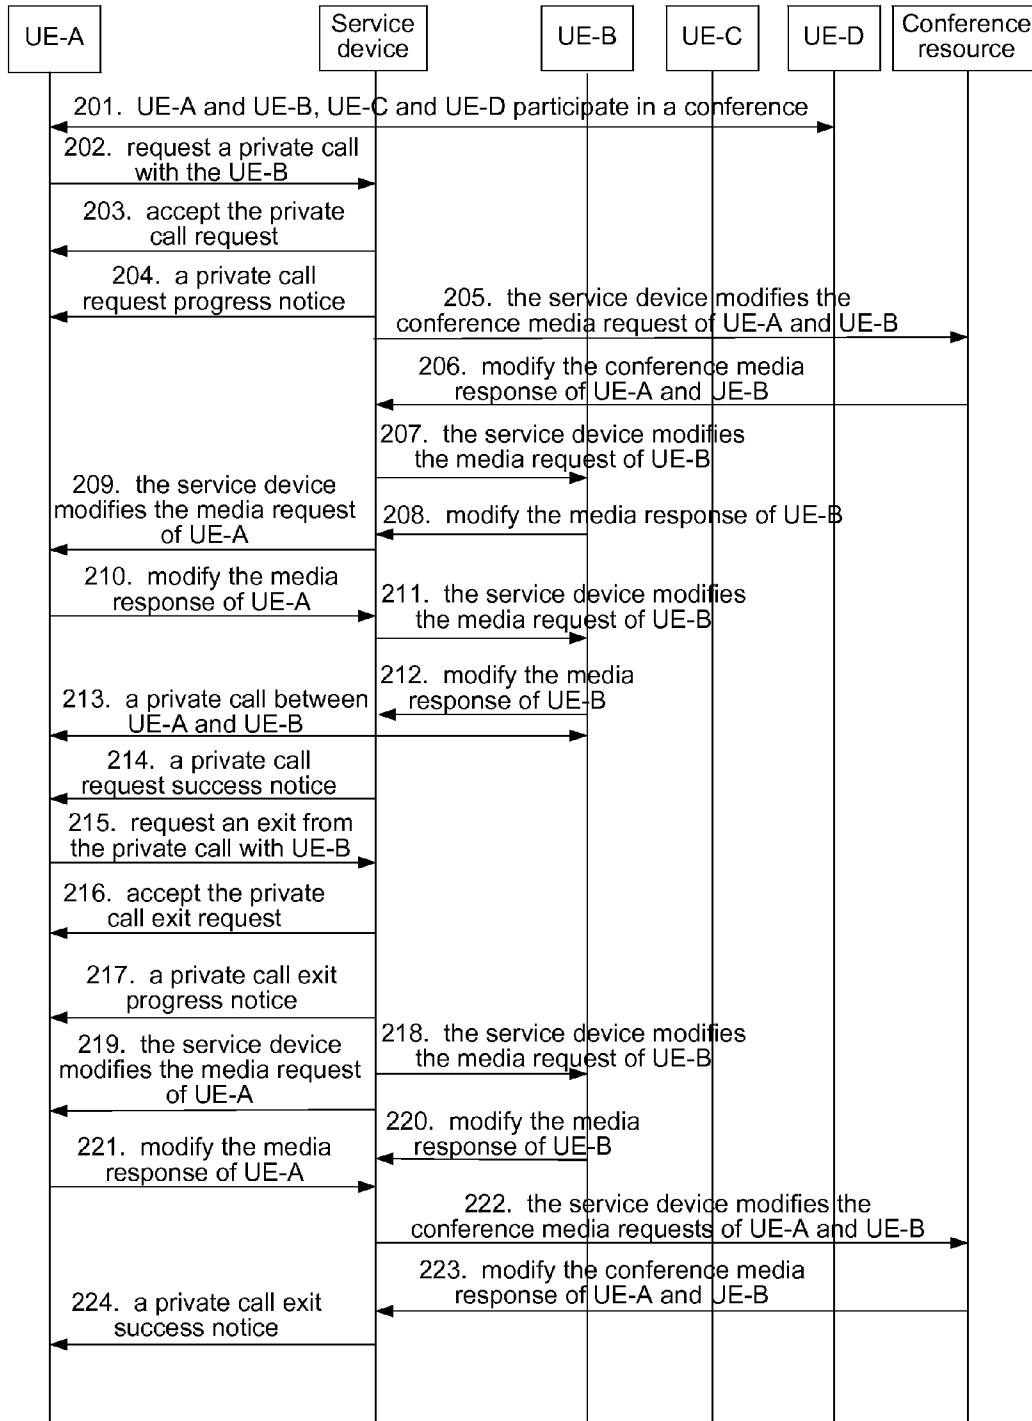 UE-A
Service
device
UE-B
UE-C
UE-D
Conference
resource
201. UE-A and UE-B, UE-C and UE-D participate in a conference
202. request a private call
with the UE-B
203. accept the private
call request
204. a private call
request progress notice
205. the service device modifies the
conference media request of UE-A and UE-B
206. modify the conference media
response of UE-A and UE-B
207. the service device modifies
the media request of UE-B
209. the service device
modifies the media request
of UE-A
208. modify the media response of UE-B
210. modify the media
response of UE-A
211. the service device modifies
the media request of UE-B
212. modify the media
response of UE-B
213. a private call between
UE-A and UE-B
214. a private call
request success notice
215. request an exit from
the private call with UE-B
216. accept the private
call exit request
217. a private call exit
progress notice
218. the service device modifies
the media request of UE-B
219. the service device
modifies the media request
of UE-A
220. modify the media
response of UE-B
221. modify the media
response of UE-A
222. the service device modifies the
conference media requests of UE-A and UE-B
223. modify the conference media
response of UE-A and UE-B
224. a private call exit
success notice